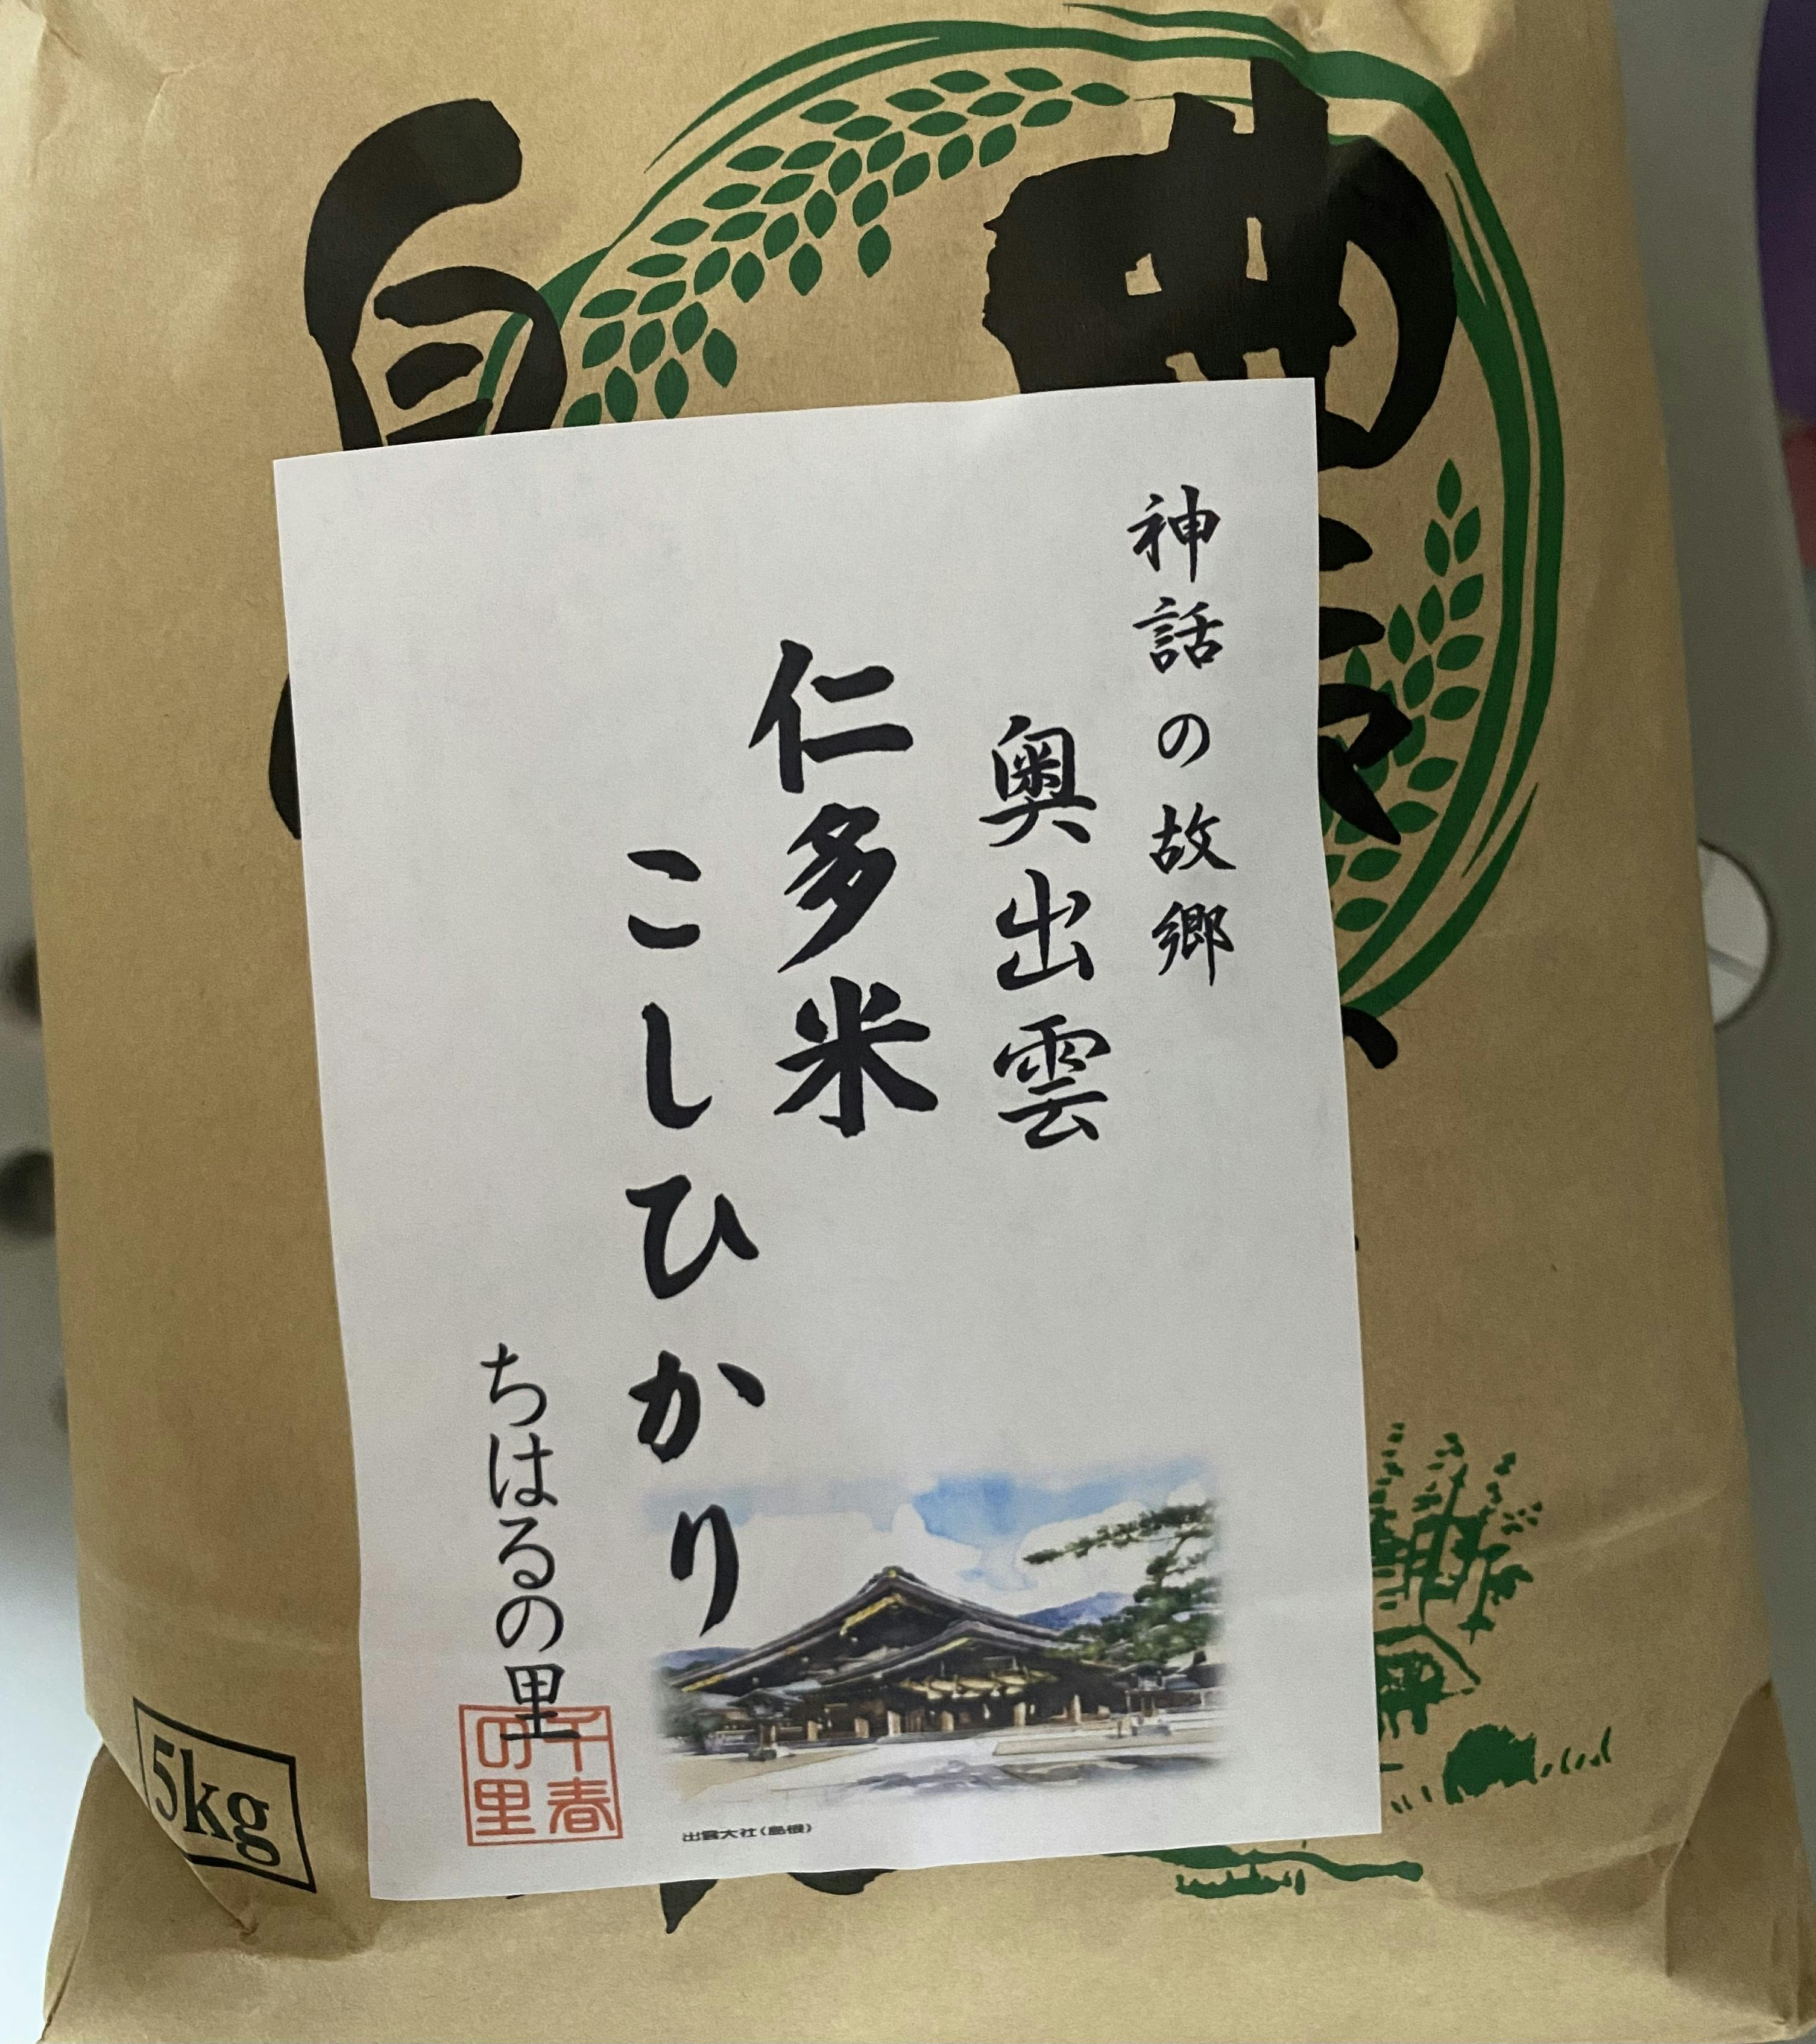 神話の故郷
奥出雲
仁多米
こしひかり
ちはるの里
千春
の里
出雲大社(島根)
5kg